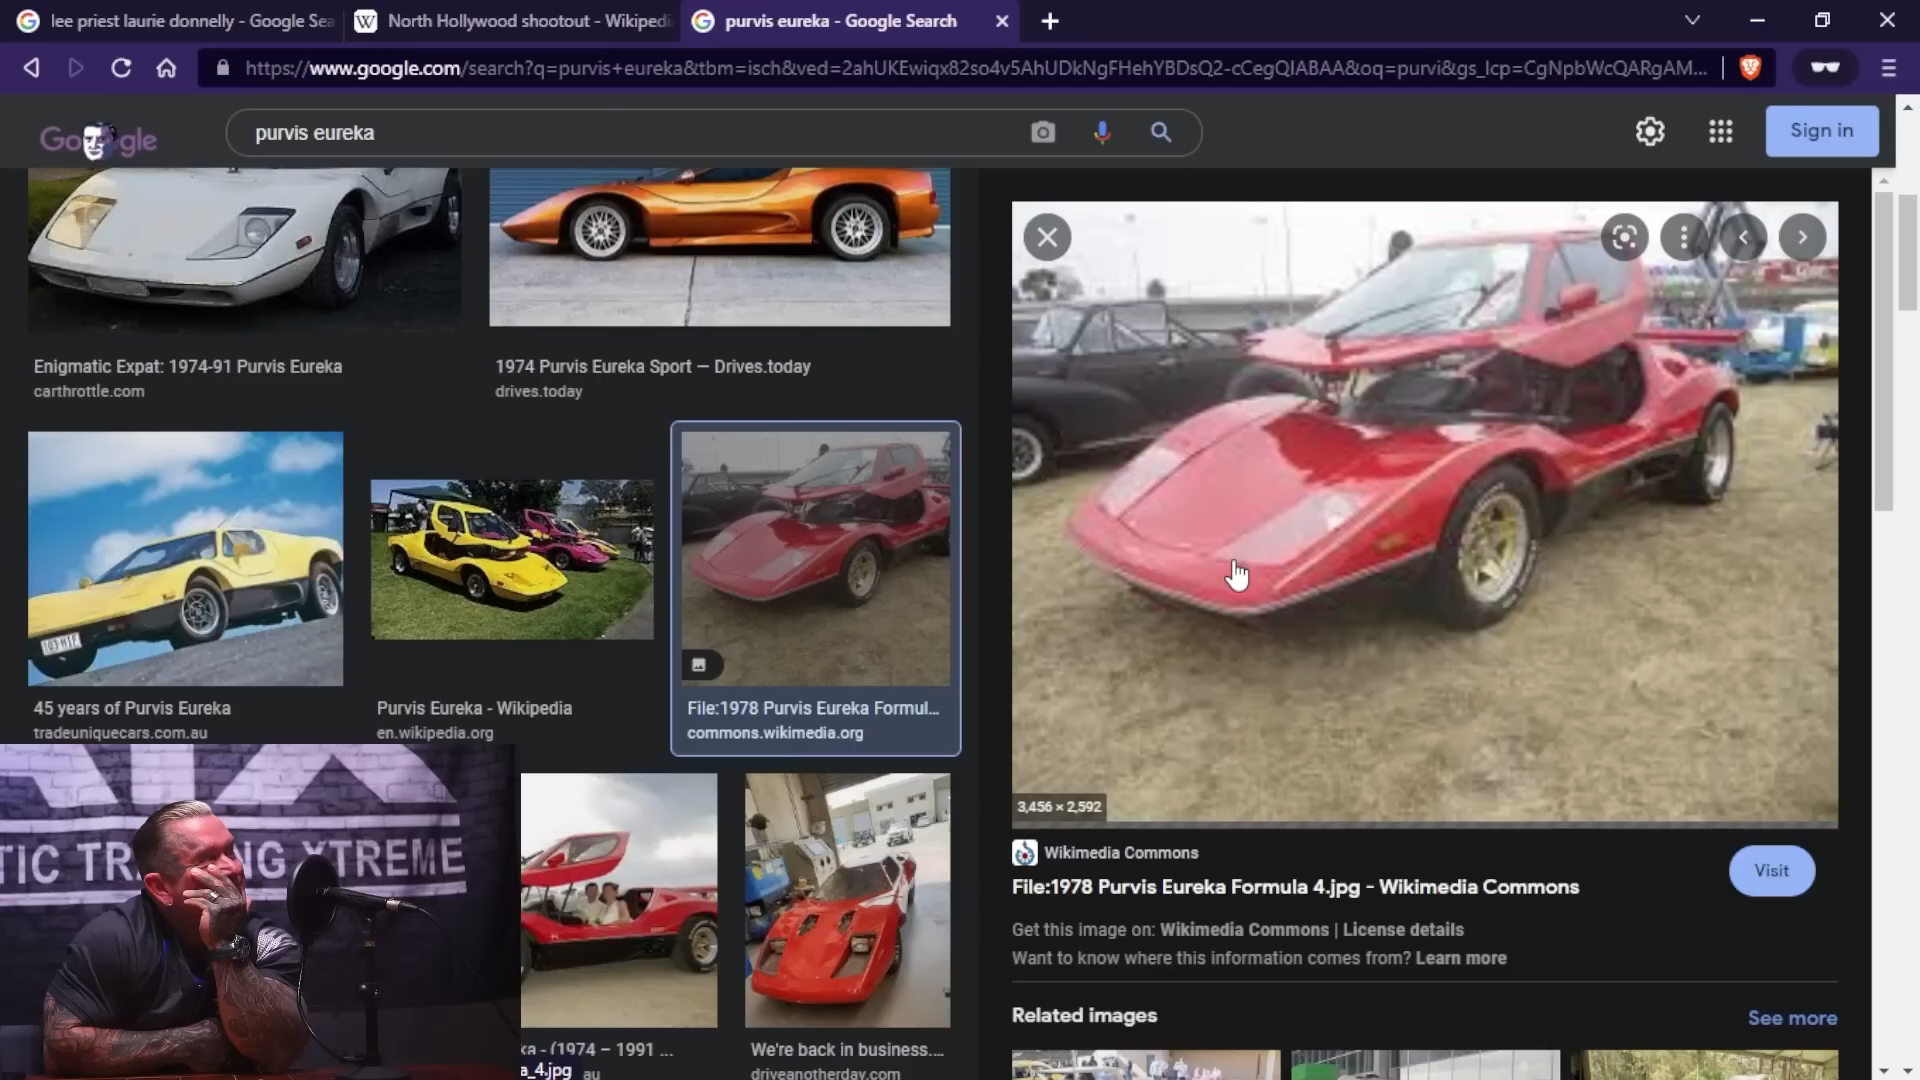 lee priest laurie donnelly - Google Sea
North Hollywood shootout - Wikipedi
purvis eureka - Google Search
https://www.google.com/search?q=purvis+eureka&tbm=isch&ved=2ahUKEwiqx82so4v5AhUDkNgFHehYBDsQ2-cCegQIABAA&oq=purvi&gs_lcp=CgNpbWcQARgAM...
Google
purvis eureka
Sign in
Enigmatic Expat: 1974-91 Purvis Eureka
carthrottle.com
1974 Purvis Eureka Sport — Drives.today
drives.today
45 years of Purvis Eureka
tradeuniquecars.com.au
Purvis Eureka - Wikipedia
en.wikipedia.org
File:1978 Purvis Eureka Formul...
commons.wikimedia.org
3,456 × 2,592
Wikimedia Commons
File:1978 Purvis Eureka Formula 4.jpg - Wikimedia Commons
Visit
Get this image on: Wikimedia Commons | License details
Want to know where this information comes from? Learn more
Related images
See more
TIC TR NG XTREME
ka - (1974 – 1991 ...
a_4.jpg
au
We're back in business....
driveanotherday.com